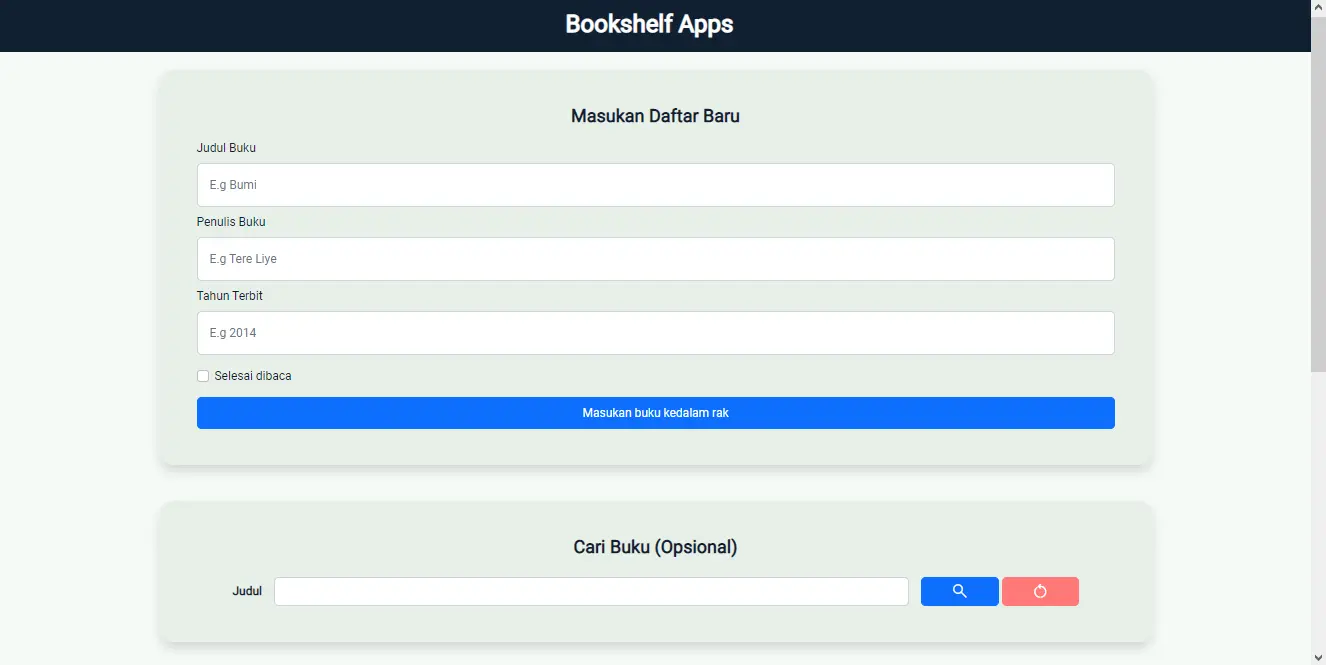 Bookshelf Apps
Masukan Daftar Baru
Judul Buku
E.g Bumi
Penulis Buku
E.g Tere Liye
Tahun Terbit
E.g 2014
Selesai dibaca
Masukan buku kedalam rak
Cari Buku (Opsional)
Judul